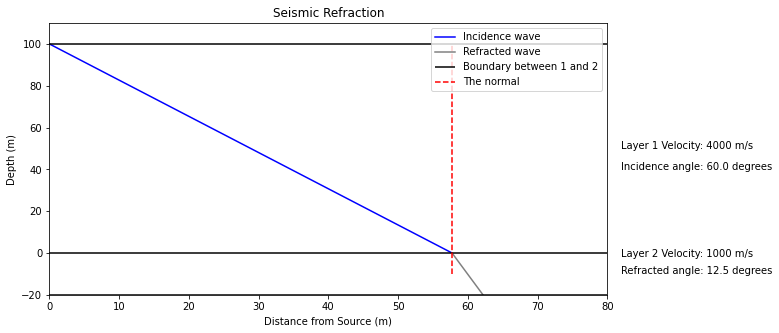 Seismic Refraction
Incidence wave
Refracted wave
Boundary between 1 and 2
The normal
100
80
60
40
20
0
−20
Depth (m)
Layer 1 Velocity: 4000 m/s
Incidence angle: 60.0 degrees
Layer 2 Velocity: 1000 m/s
Refracted angle: 12.5 degrees
0 10 20 30 40 50 60 70 80
Distance from Source (m)